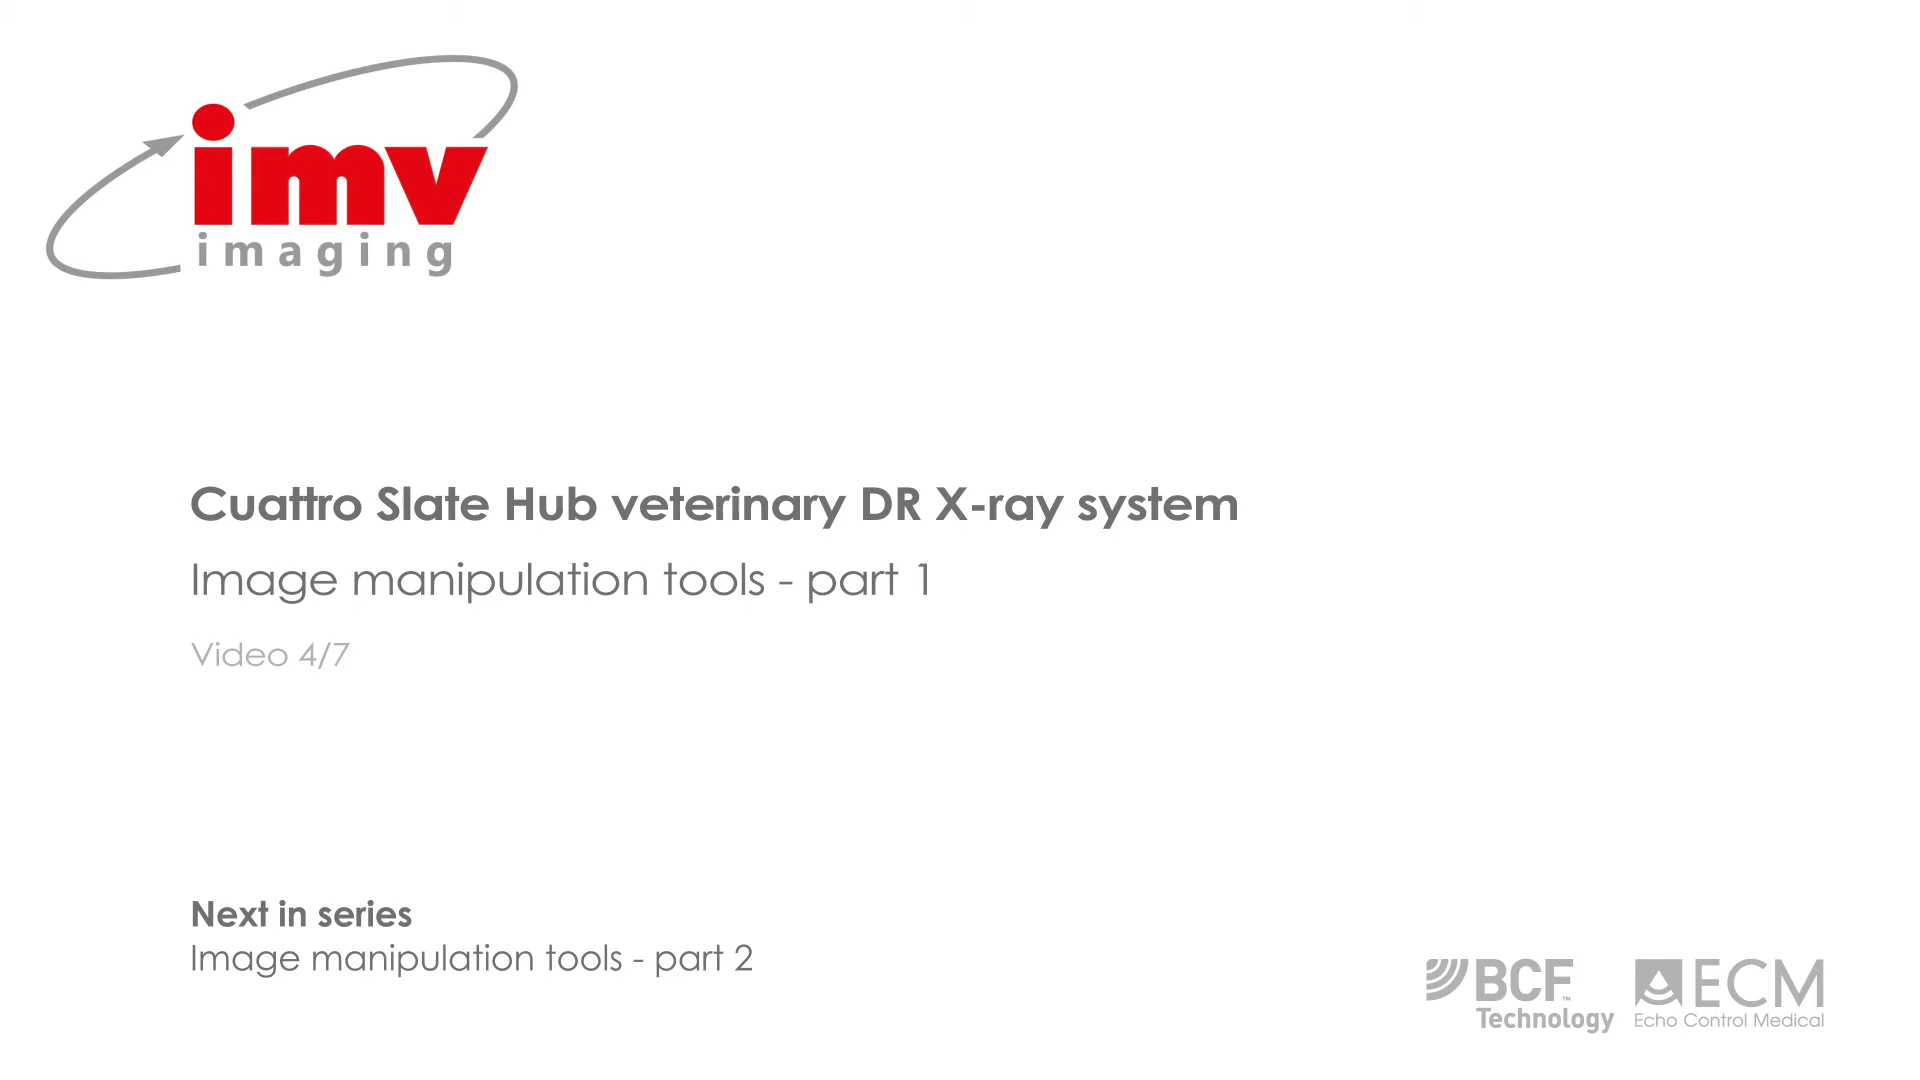 imv
imaging
Cuattro Slate Hub veterinary DR X-ray system
Image manipulation tools - part 1
Video 4/7
Next in series
Image manipulation tools - part 2
BCF™
Technology
ECM
Echo Control Medical